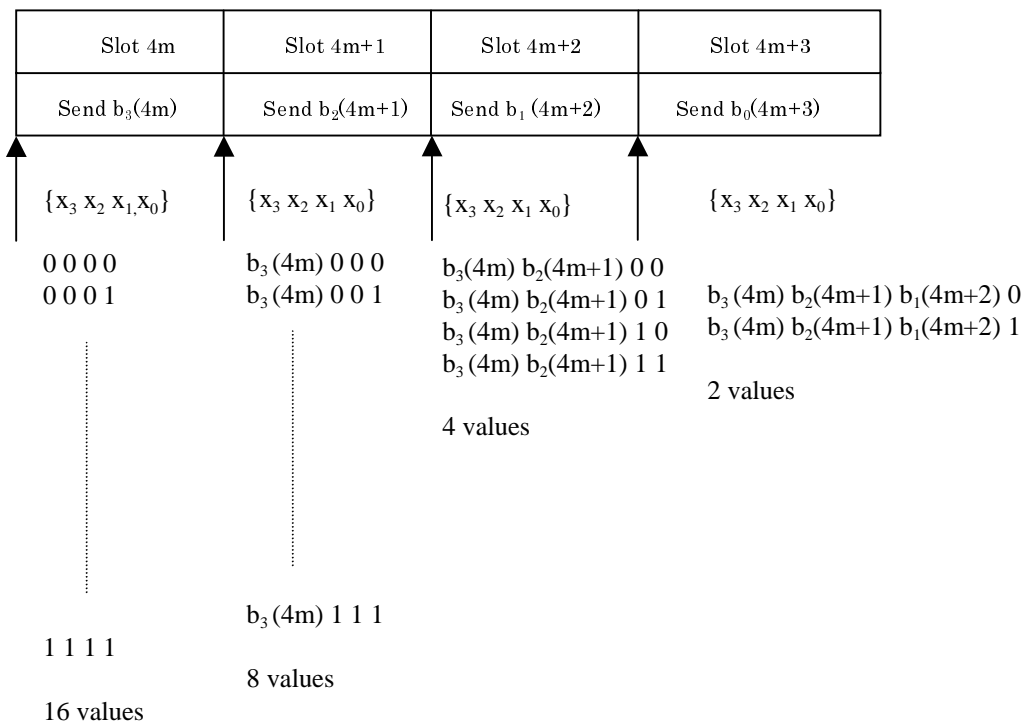 Slot 4m Slot 4m+1 Slot 4m+2 Slot 4m+3
Send b₃(4m) Send b₂(4m+1) Send b₁ (4m+2) Send b₀(4m+3)
{x₃ x₂ x₁,x₀}
0 0 0 0
0 0 0 1
1 1 1 1
16 values
{x₃ x₂ x₁ x₀}
b₃ (4m) 0 0 0
b₃ (4m) 0 0 1
b₃ (4m) 1 1 1
8 values
{x₃ x₂ x₁ x₀}
b₃(4m) b₂(4m+1) 0 0
b₃ (4m) b₂(4m+1) 0 1
b₃ (4m) b₂(4m+1) 1 0
b₃ (4m) b₂(4m+1) 1 1
4 values
{x₃ x₂ x₁ x₀}
b₃ (4m) b₂(4m+1) b₁(4m+2) 0
b₃ (4m) b₂(4m+1) b₁(4m+2) 1
2 values